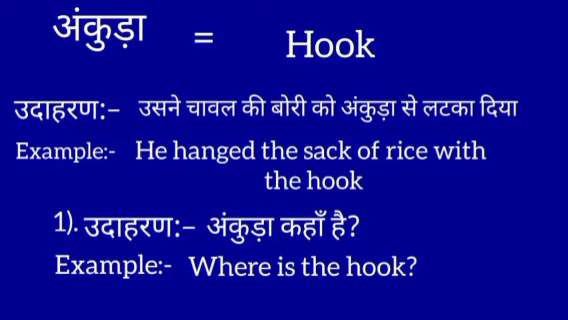 अंकुड़ा = Hook
उदाहरण:– उसने चावल की बोरी को अंकुड़ा से लटका दिया
Example:- He hanged the sack of rice with
the hook
1). उदाहरण:– अंकुड़ा कहाँ है?
Example:- Where is the hook?